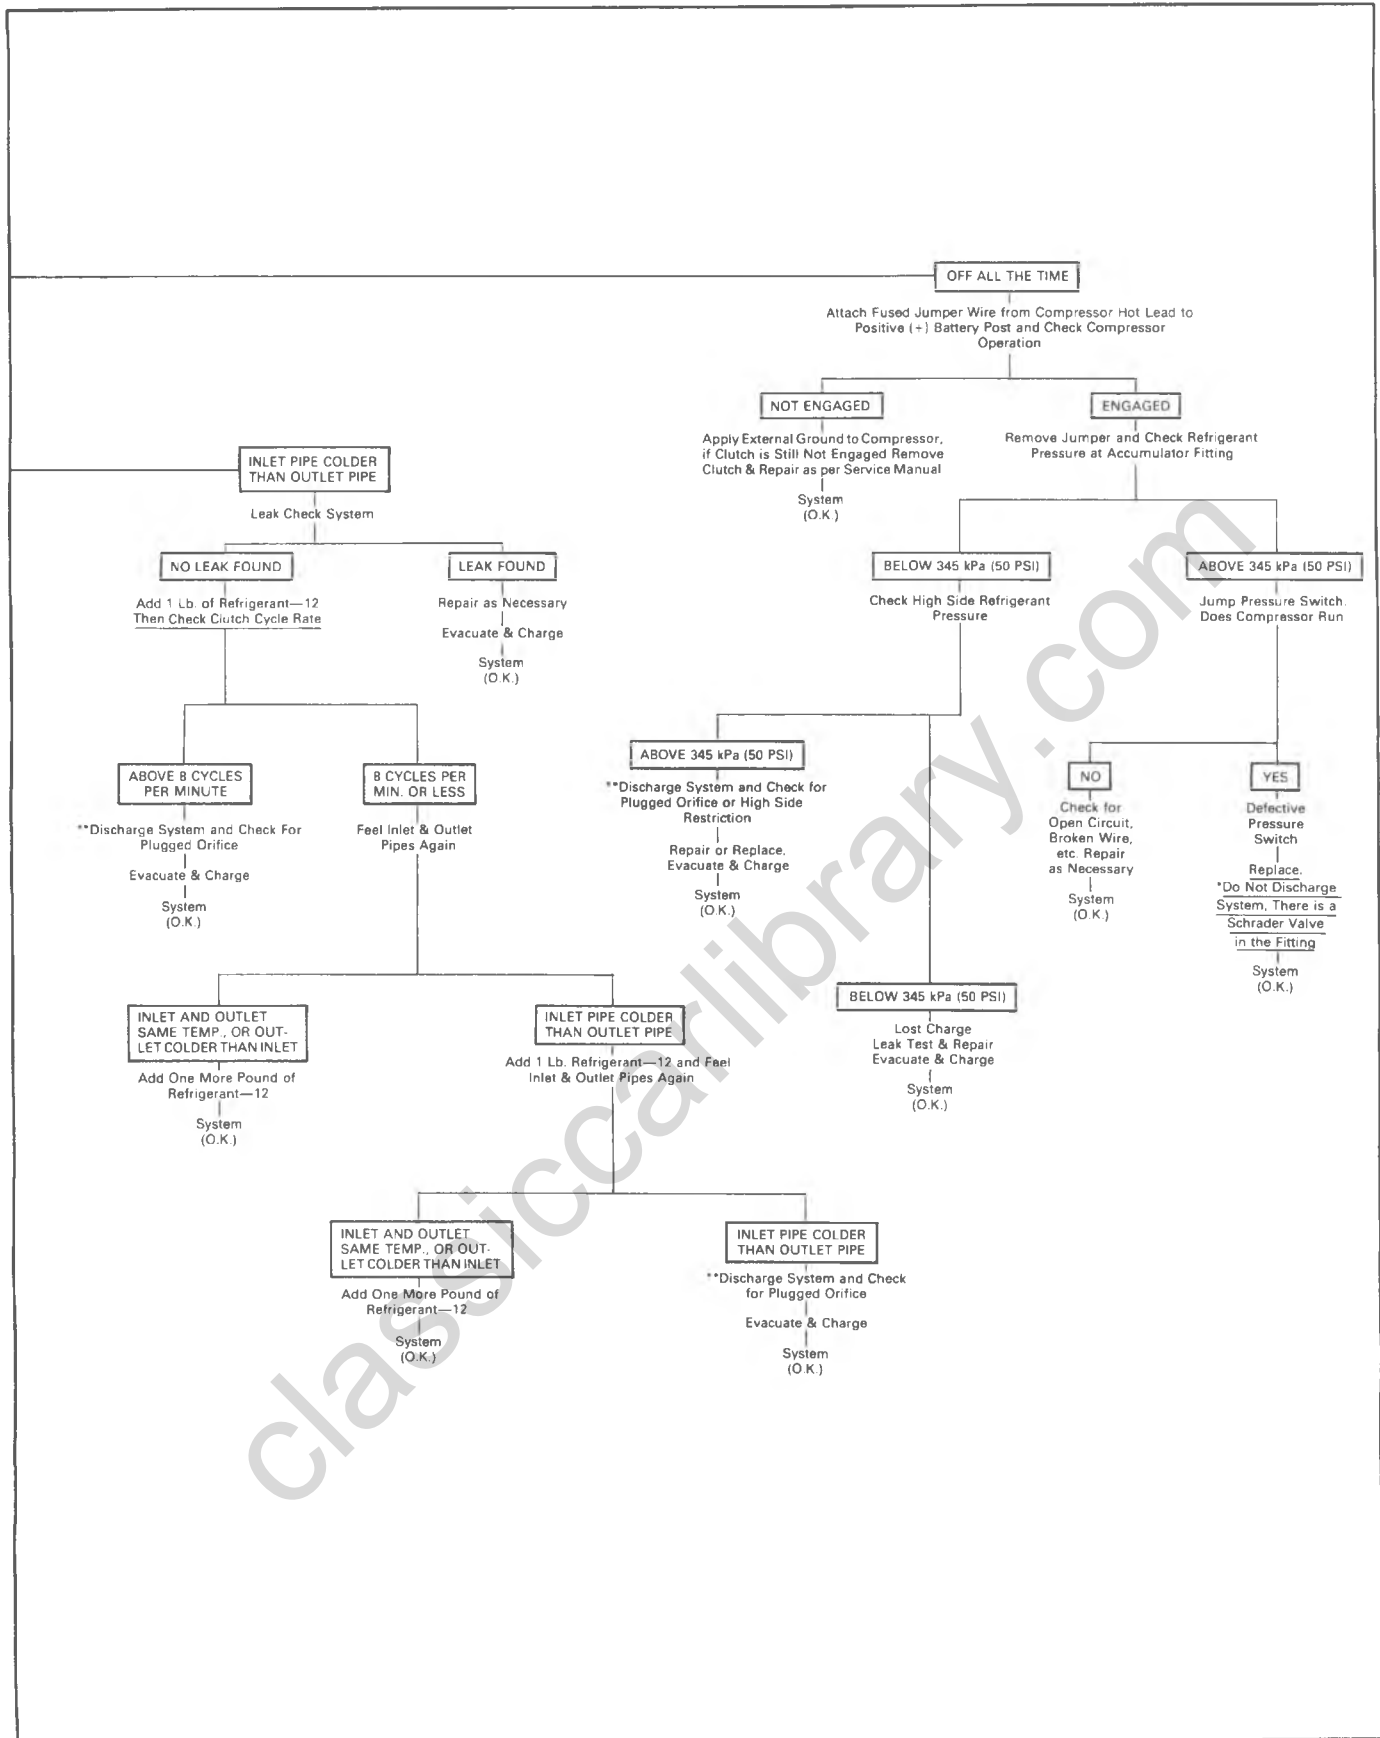 OFF ALL THE TIME
Attach Fused Jumper Wire from Compressor Hot Lead to
Positive (+) Battery Post and Check Compressor
Operation
NOT ENGAGED
Apply External Ground to Compressor,
if Clutch is Still Not Engaged Remove
Clutch & Repair as per Service Manual
System
(O.K.)
ENGAGED
Remove Jumper and Check Refrigerant
Pressure at Accumulator Fitting
INLET PIPE COLDER
THAN OUTLET PIPE
Leak Check System
NO LEAK FOUND
Add 1 Lb. of Refrigerant—12
Then Check Clutch Cycle Rate
LEAK FOUND
Repair as Necessary
Evacuate & Charge
System
(O.K.)
BELOW 345 kPa (50 PSI)
Check High Side Refrigerant
Pressure
ABOVE 345 kPa (50 PSI)
Jump Pressure Switch.
Does Compressor Run
ABOVE 8 CYCLES
PER MINUTE
**Discharge System and Check For
Plugged Orifice
Evacuate & Charge
System
(O.K.)
8 CYCLES PER
MIN. OR LESS
Feel Inlet & Outlet
Pipes Again
ABOVE 345 kPa (50 PSI)
**Discharge System and Check for
Plugged Orifice or High Side
Restriction
Repair or Replace.
Evacuate & Charge
System
(O.K.)
NO
Check for
Open Circuit,
Broken Wire,
etc. Repair
as Necessary
System
(O.K.)
YES
Defective
Pressure
Switch
Replace.
*Do Not Discharge
System, There is a
Schrader Valve
in the Fitting
System
(O.K.)
INLET AND OUTLET
SAME TEMP., OR OUT-
LET COLDER THAN INLET
Add One More Pound of
Refrigerant—12
System
(O.K.)
INLET PIPE COLDER
THAN OUTLET PIPE
Add 1 Lb. Refrigerant—12 and Feel
Inlet & Outlet Pipes Again
BELOW 345 kPa (50 PSI)
Lost Charge
Leak Test & Repair
Evacuate & Charge
System
(O.K.)
INLET AND OUTLET
SAME TEMP., OR OUT-
LET COLDER THAN INLET
Add One More Pound of
Refrigerant—12
System
(O.K.)
INLET PIPE COLDER
THAN OUTLET PIPE
**Discharge System and Check
for Plugged Orifice
Evacuate & Charge
System
(O.K.)
classiccarlibrary.com